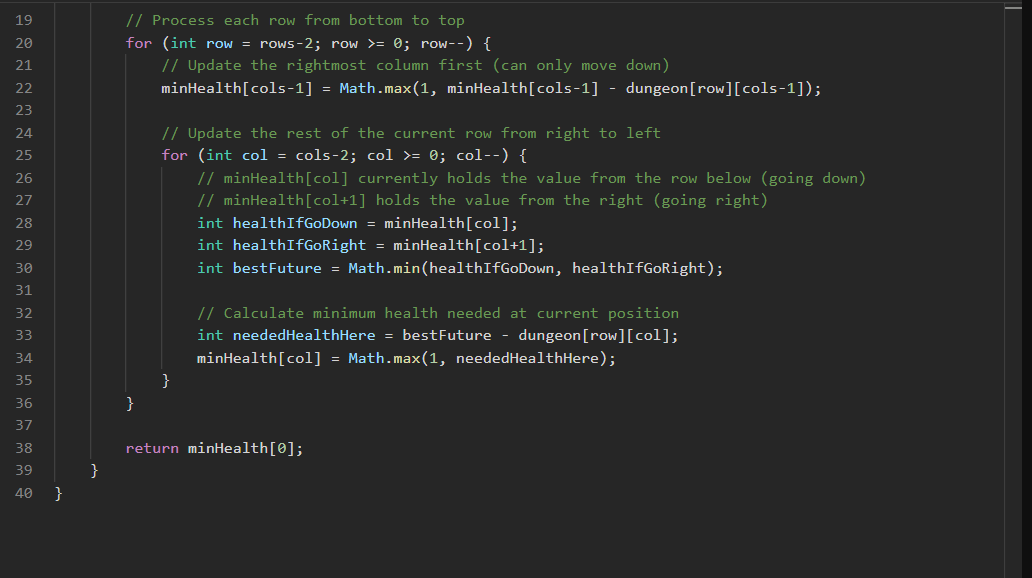 19 // Process each row from bottom to top
20 for (int row = rows-2; row >= 0; row--) {
21 // Update the rightmost column first (can only move down)
22 minHealth[cols-1] = Math.max(1, minHealth[cols-1] - dungeon[row][cols-1]);
23
24 // Update the rest of the current row from right to left
25 for (int col = cols-2; col >= 0; col--) {
26 // minHealth[col] currently holds the value from the row below (going down)
27 // minHealth[col+1] holds the value from the right (going right)
28 int healthIfGoDown = minHealth[col];
29 int healthIfGoRight = minHealth[col+1];
30 int bestFuture = Math.min(healthIfGoDown, healthIfGoRight);
31
32 // Calculate minimum health needed at current position
33 int neededHealthHere = bestFuture - dungeon[row][col];
34 minHealth[col] = Math.max(1, neededHealthHere);
35 }
36 }
37
38 return minHealth[0];
39 }
40 }